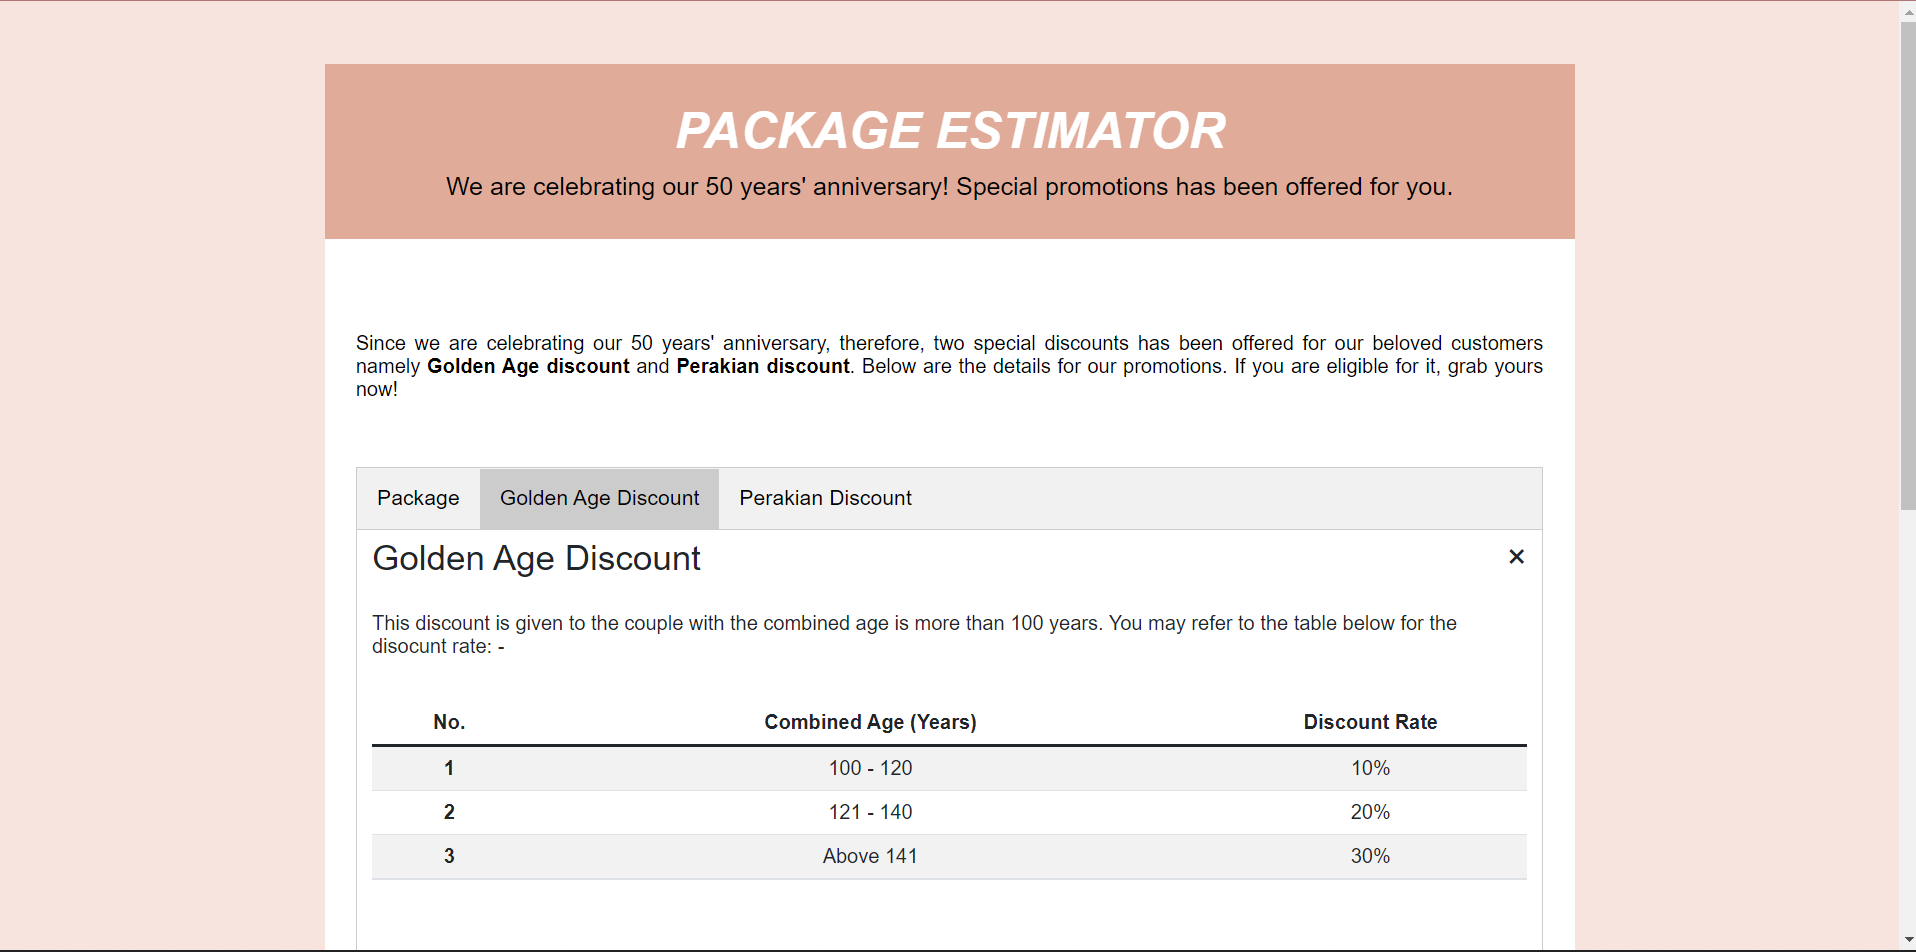 PACKAGE ESTIMATOR
We are celebrating our 50 years' anniversary! Special promotions has been offered for you.
Since we are celebrating our 50 years' anniversary, therefore, two special discounts has been offered for our beloved customers
namely Golden Age discount and Perakian discount. Below are the details for our promotions. If you are eligible for it, grab yours
now!
Package Golden Age Discount Perakian Discount
Golden Age Discount ×
This discount is given to the couple with the combined age is more than 100 years. You may refer to the table below for the
disocunt rate: -
No. Combined Age (Years) Discount Rate
1 100 - 120 10%
2 121 - 140 20%
3 Above 141 30%